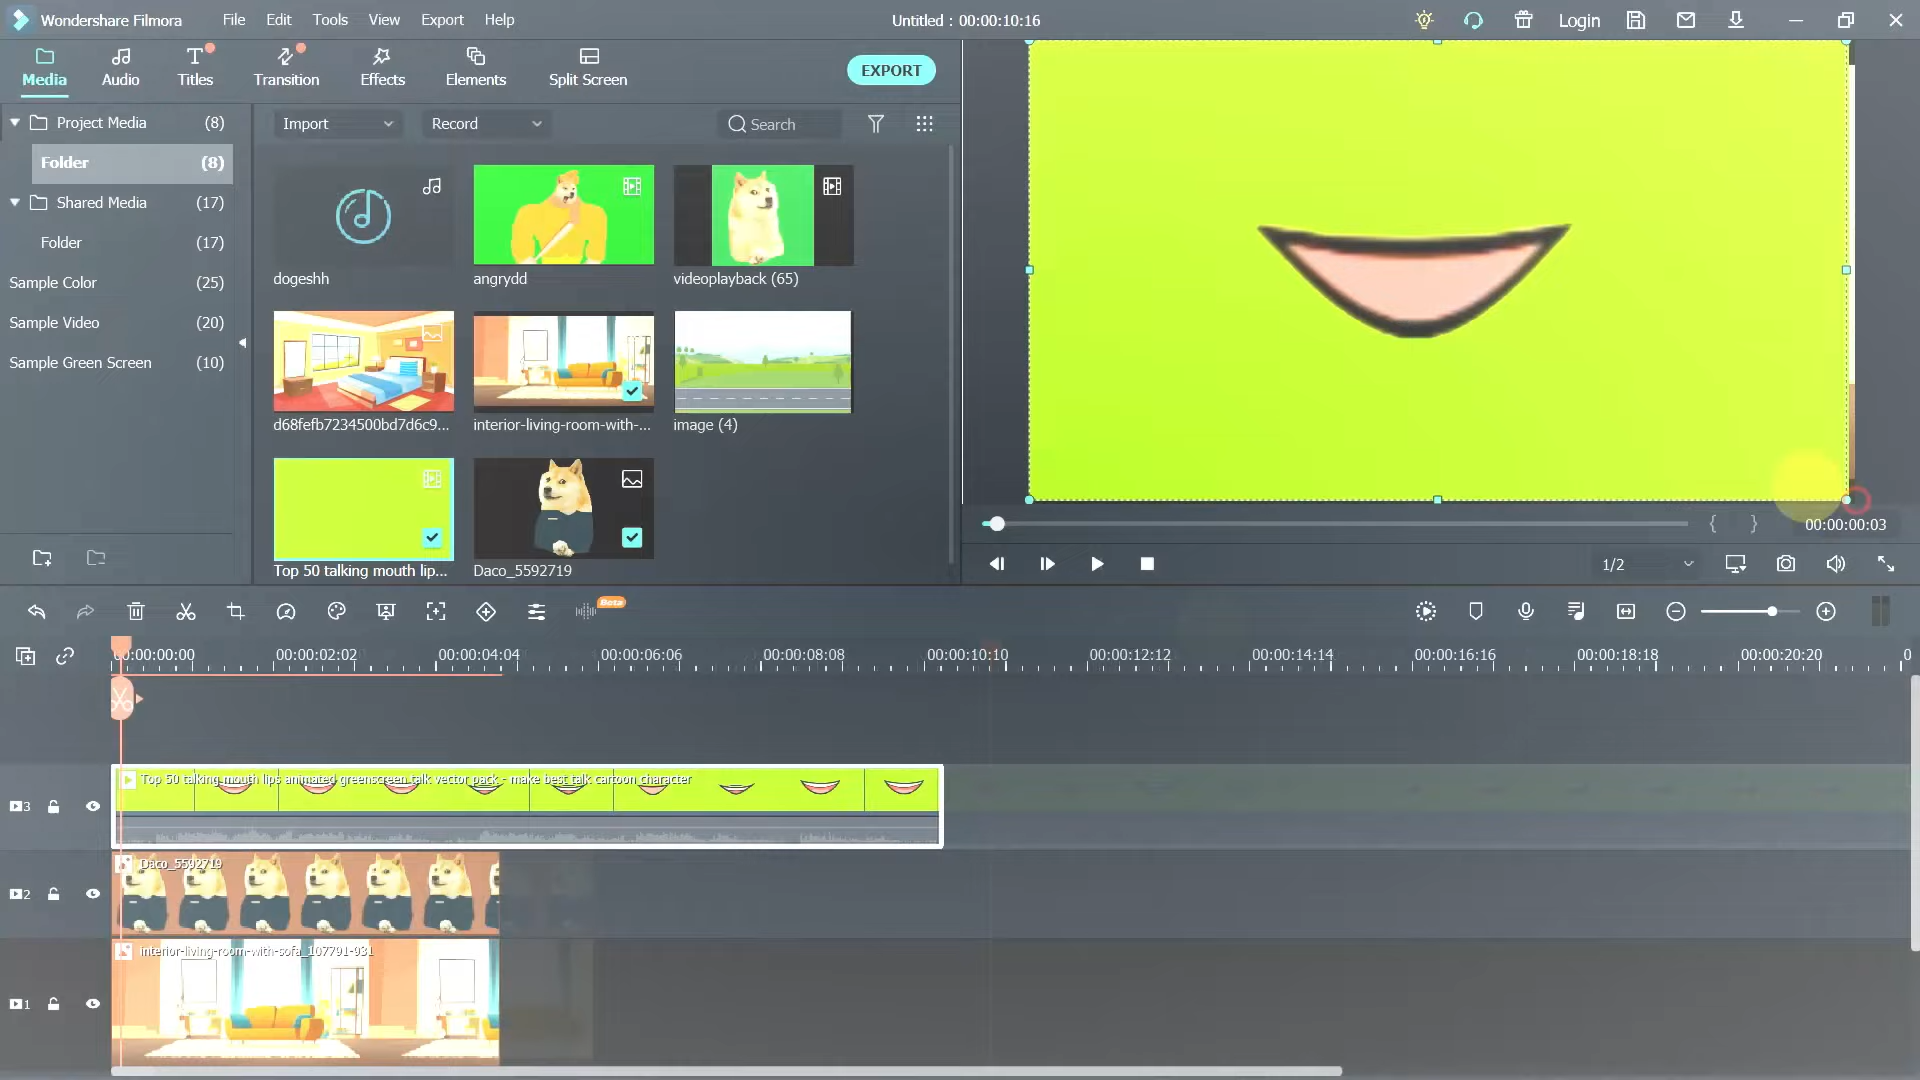 Wondershare Filmora File Edit Tools View Export Help Untitled : 00:00:10:16 Login
Media Audio Titles Transition Effects Elements Split Screen EXPORT
Project Media (8)
Folder (8)
Shared Media (17)
Folder (17)
Sample Color (25)
Sample Video (20)
Sample Green Screen (10)
Import Record Search
dogeshh angrydd videoplayback (65)
d68fefb7234500bd7d6c9... interior-living-room-with-... image (4)
Top 50 talking mouth lip... Daco_5592719
{ } 00:00:00:03
1/2
Beta
00:00:00:00 00:00:02:02 00:00:04:04 00:00:06:06 00:00:08:08 00:00:10:10 00:00:12:12 00:00:14:14 00:00:16:16 00:00:18:18 00:00:20:20 0
Top 50 talking mouth lips animated greenscreen talk vector pack - make best talk cartoon character
3
Daco_5592719
2
interior-living-room-with-sofa_107791-931
1